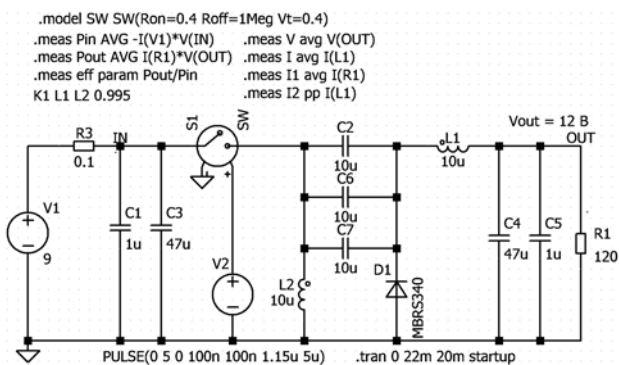 .model SW SW(Ron=0.4 Roff=1Meg Vt=0.4)
.meas Pin AVG -I(V1)*V(IN) .meas V avg V(OUT)
.meas Pout AVG I(R1)*V(OUT) .meas I avg I(L1)
.meas eff param Pout/Pin .meas I1 avg I(R1)
K1 L1 L2 0.995 .meas I2 pp I(L1)
Vout = 12 В
R3 IN S1 SW C2 L1 OUT
0.1 10u 10u
C6
10u
V1 C1 C3 C7 C4 C5 R1
9 1u 47u 10u 47u 1u 120
V2 L2 D1
10u MBRS340
PULSE(0 5 0 100n 100n 1.15u 5u) .tran 0 22m 20m startup